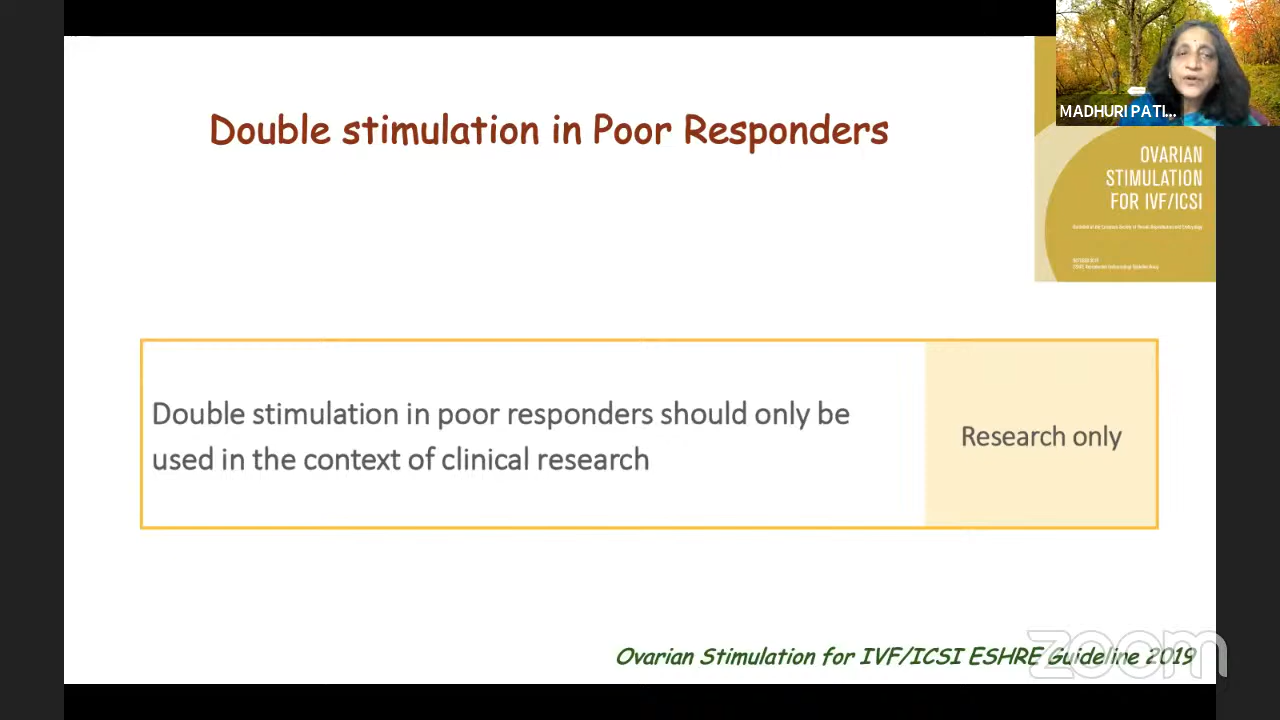 Double stimulation in Poor Responders
MADHURI PATI...
OVARIAN
STIMULATION
FOR IVF/ICSI
Double stimulation in poor responders should only be
used in the context of clinical research
Research only
Ovarian Stimulation for IVF/ICSI ESHRE Guideline 2019
zoom